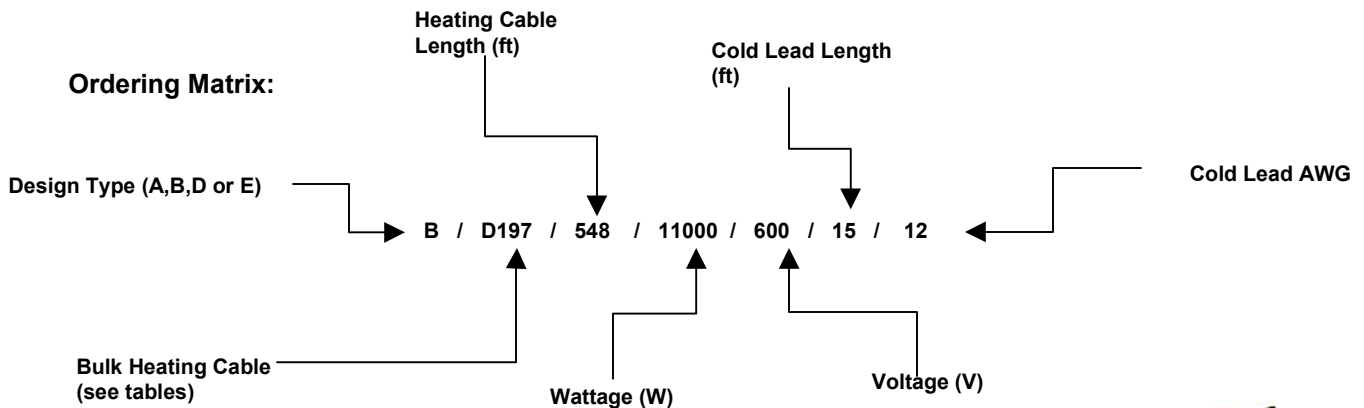 Heating Cable
Length (ft)
Cold Lead Length
(ft)
Ordering Matrix:
Design Type (A,B,D or E)
Cold Lead AWG
B / D197 / 548 / 11000 / 600 / 15 / 12
Bulk Heating Cable
(see tables)
Wattage (W)
Voltage (V)